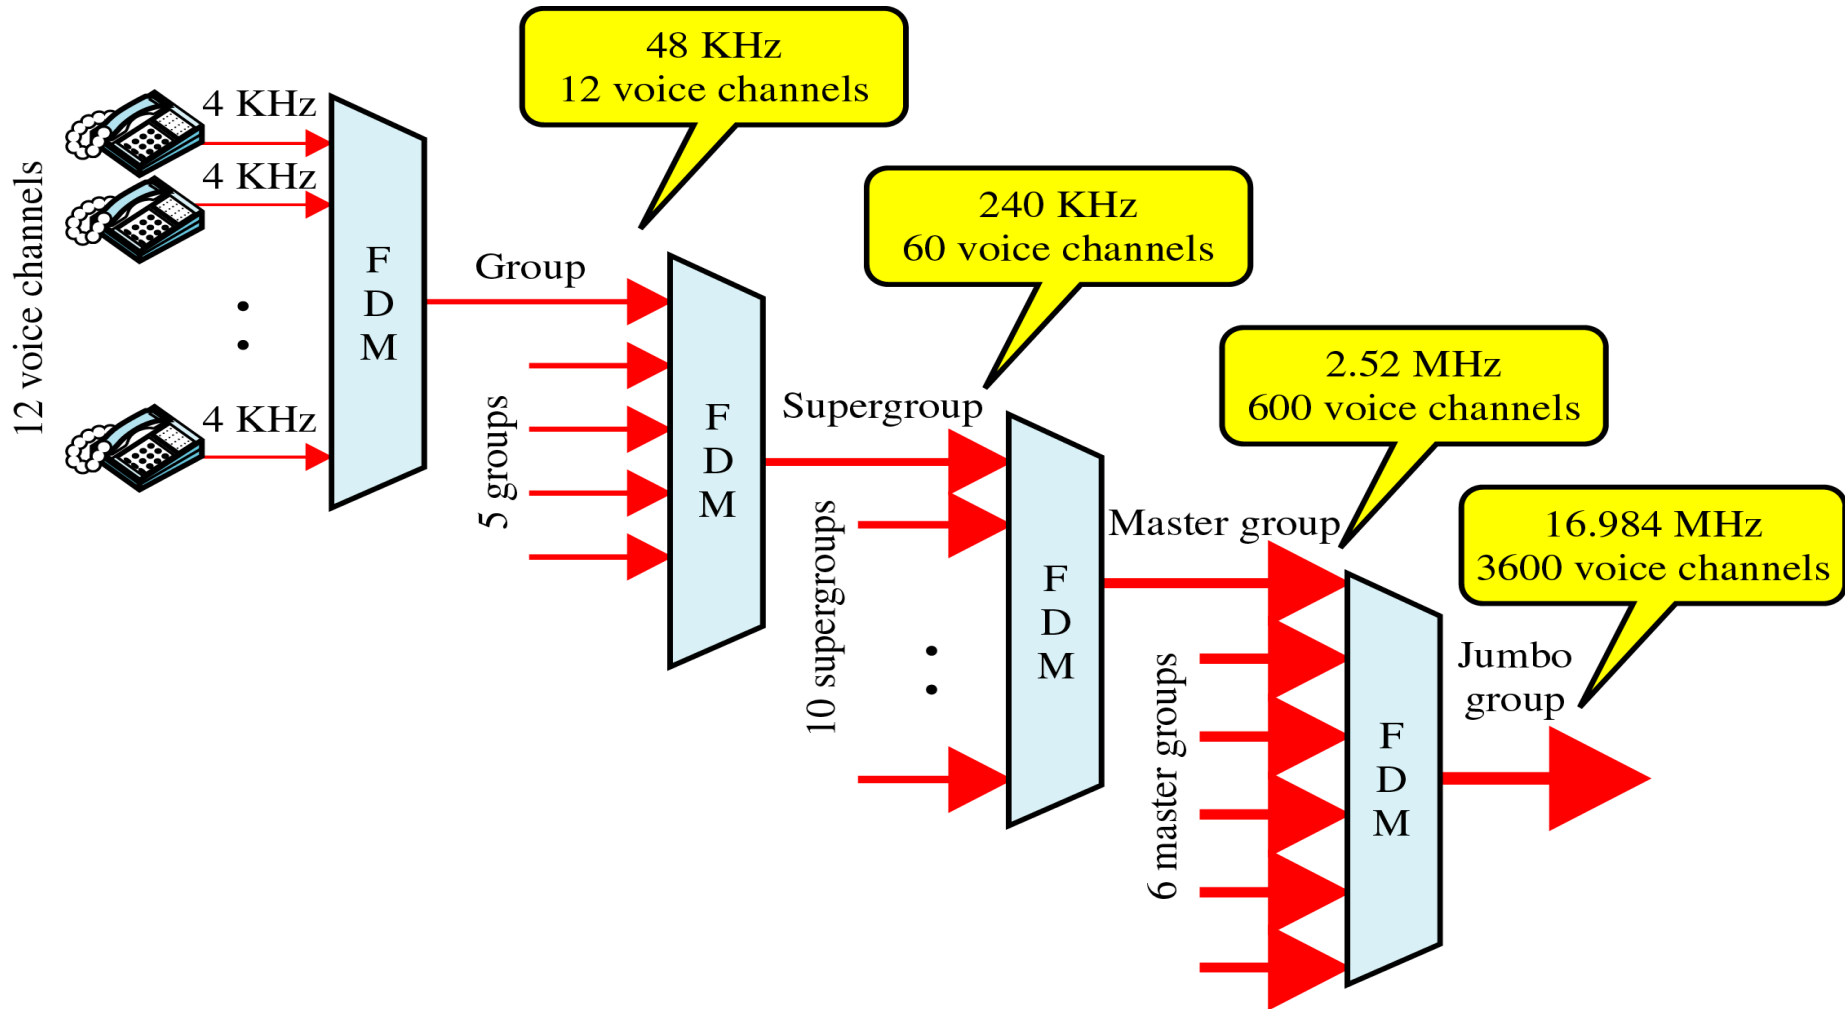 48 KHz
12 voice channels
4 KHz
4 KHz
4 KHz
12 voice channels
F
D
M
Group
240 KHz
60 voice channels
5 groups
F
D
M
Supergroup
2.52 MHz
600 voice channels
10 supergroups
F
D
M
Master group
16.984 MHz
3600 voice channels
6 master groups
F
D
M
Jumbo
group